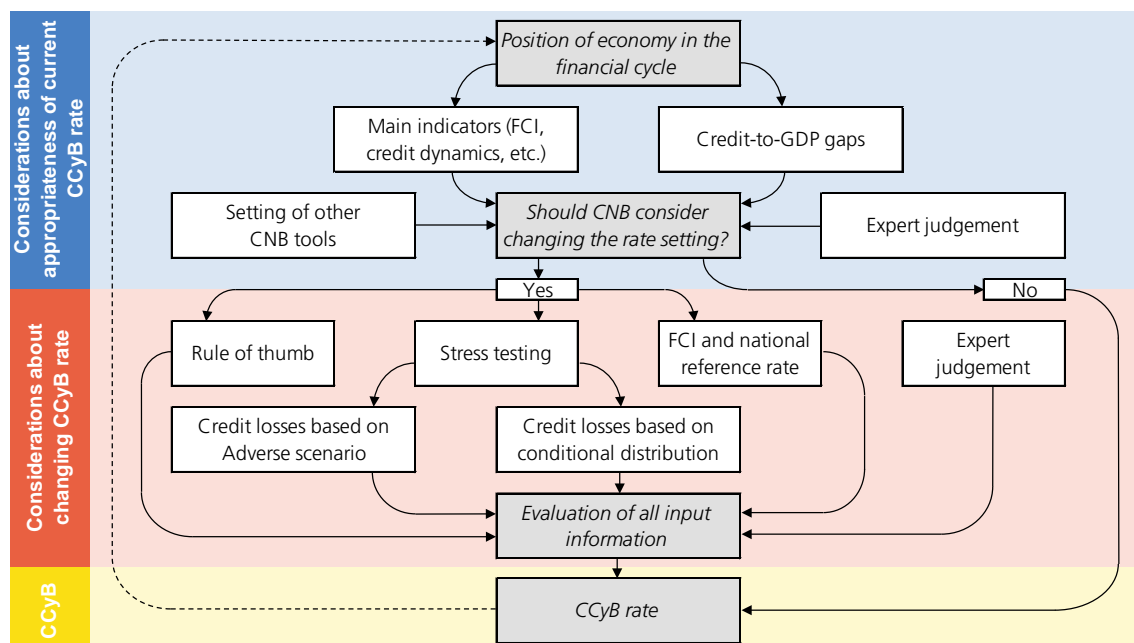 Considerations about
appropriateness of current
CCyB rate
Position of economy in the
financial cycle
Main indicators (FCI,
credit dynamics, etc.)
Credit-to-GDP gaps
Setting of other
CNB tools
Should CNB consider
changing the rate setting?
Expert judgement
Yes
No
Considerations about
changing CCyB rate
Rule of thumb
Stress testing
FCI and national
reference rate
Expert
judgement
Credit losses based on
Adverse scenario
Credit losses based on
conditional distribution
Evaluation of all input
information
CCyB
CCyB rate